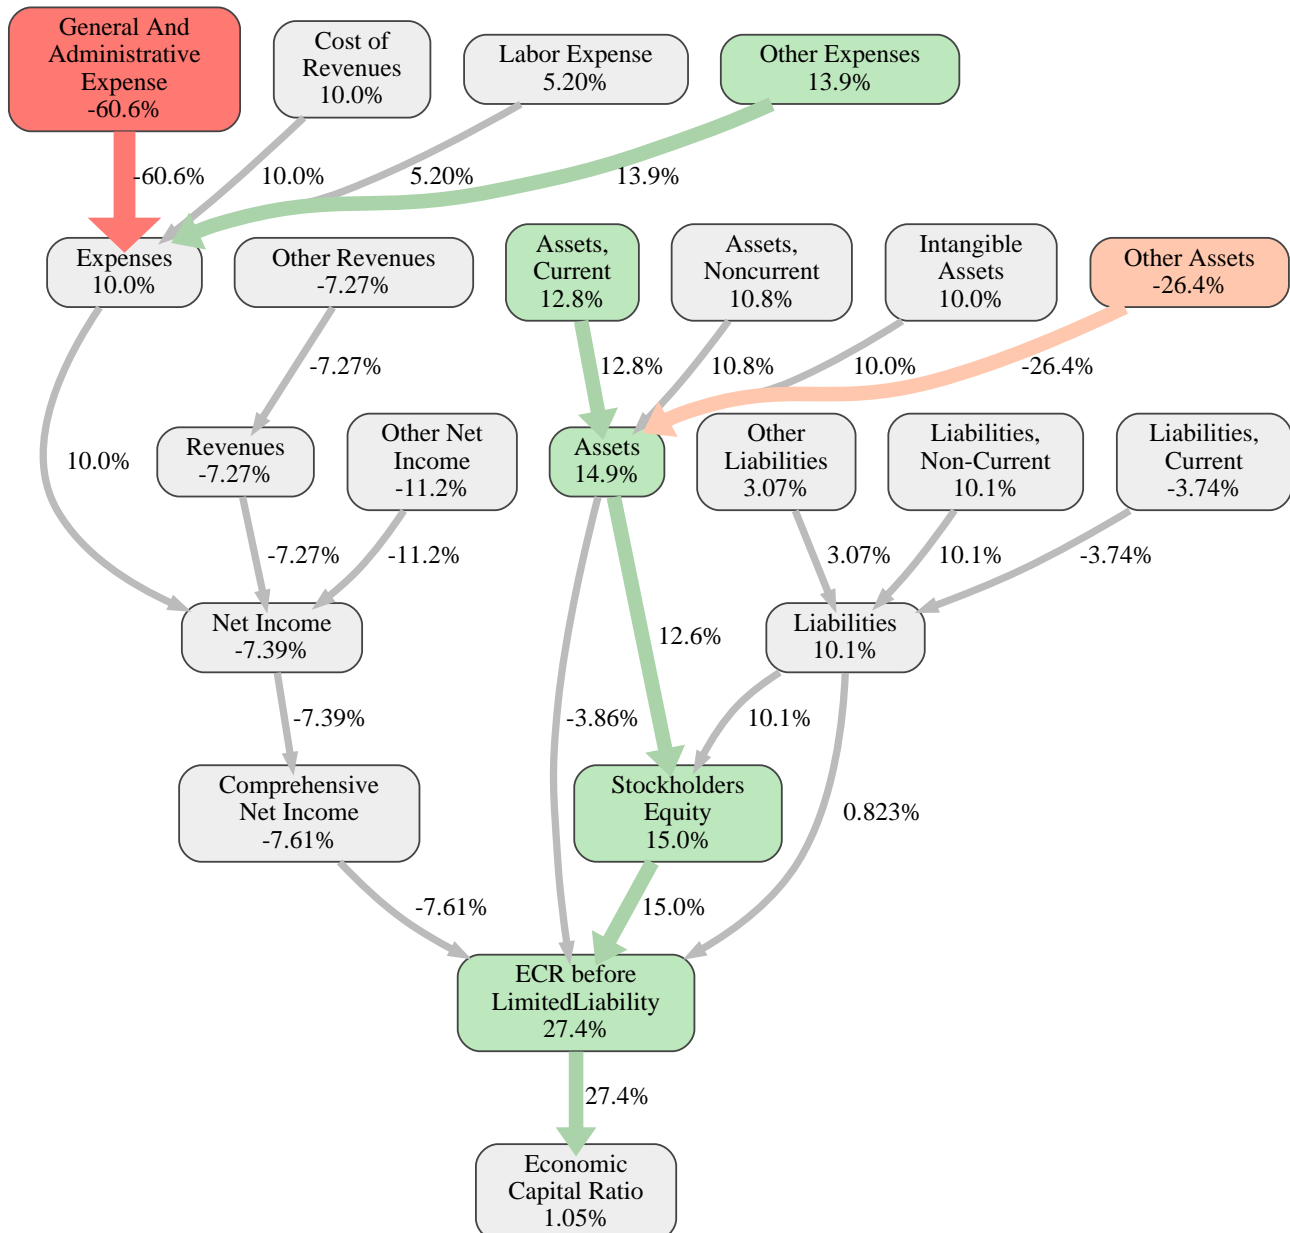 General And
Administrative
Expense
-60.6%
Cost of
Revenues
10.0%
Labor Expense
5.20%
Other Expenses
13.9%
-60.6%
10.0%
5.20%
13.9%
Expenses
10.0%
Other Revenues
-7.27%
Assets,
Current
12.8%
Assets,
Noncurrent
10.8%
Intangible
Assets
10.0%
Other Assets
-26.4%
-7.27%
12.8%
10.8%
10.0%
-26.4%
10.0%
Revenues
-7.27%
Other Net
Income
-11.2%
Assets
14.9%
Other
Liabilities
3.07%
Liabilities,
Non-Current
10.1%
Liabilities,
Current
-3.74%
-7.27%
-11.2%
3.07%
10.1%
-3.74%
Net Income
-7.39%
12.6%
Liabilities
10.1%
-7.39%
-3.86%
10.1%
Comprehensive
Net Income
-7.61%
Stockholders
Equity
15.0%
0.823%
-7.61%
15.0%
ECR before
LimitedLiability
27.4%
27.4%
Economic
Capital Ratio
1.05%